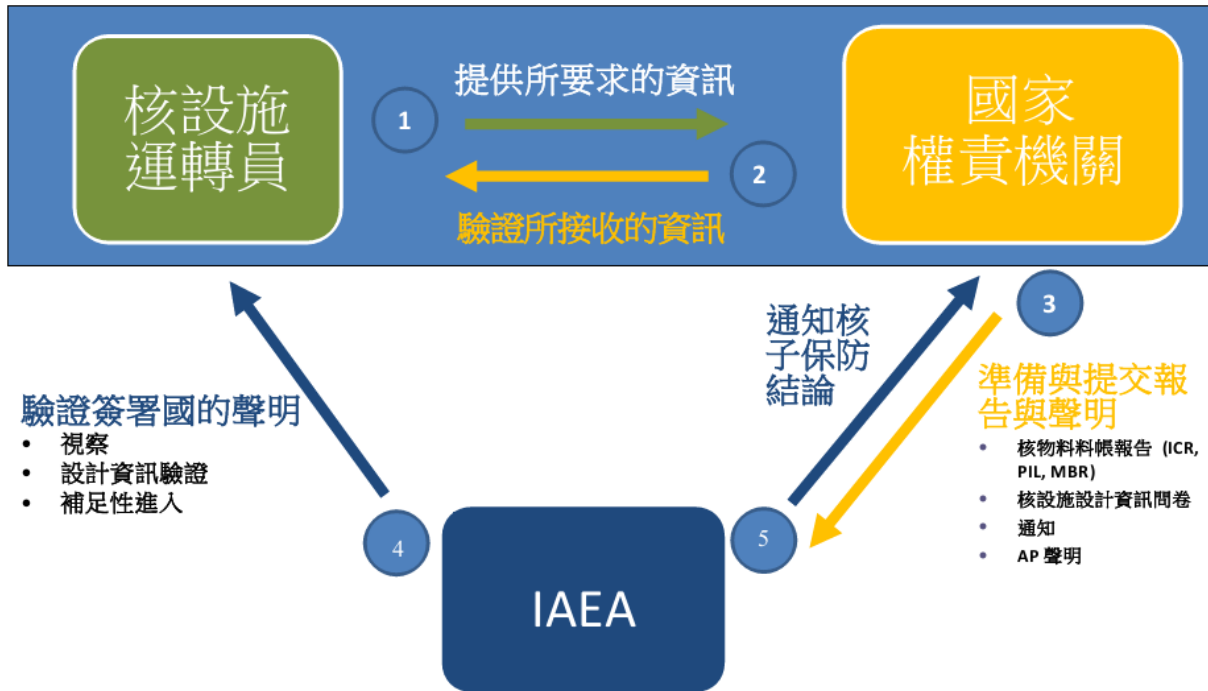 核設施
運轉員
1
提供所要求的資訊
2
驗證所接收的資訊
國家
權責機關
3
通知核
子保防
結論
準備與提交報
告與聲明
• 核物料料帳報告 (ICR,
PIL, MBR)
• 核設施設計資訊問卷
• 通知
• AP 聲明
驗證簽署國的聲明
• 視察
• 設計資訊驗證
• 補足性進入
4
5
IAEA